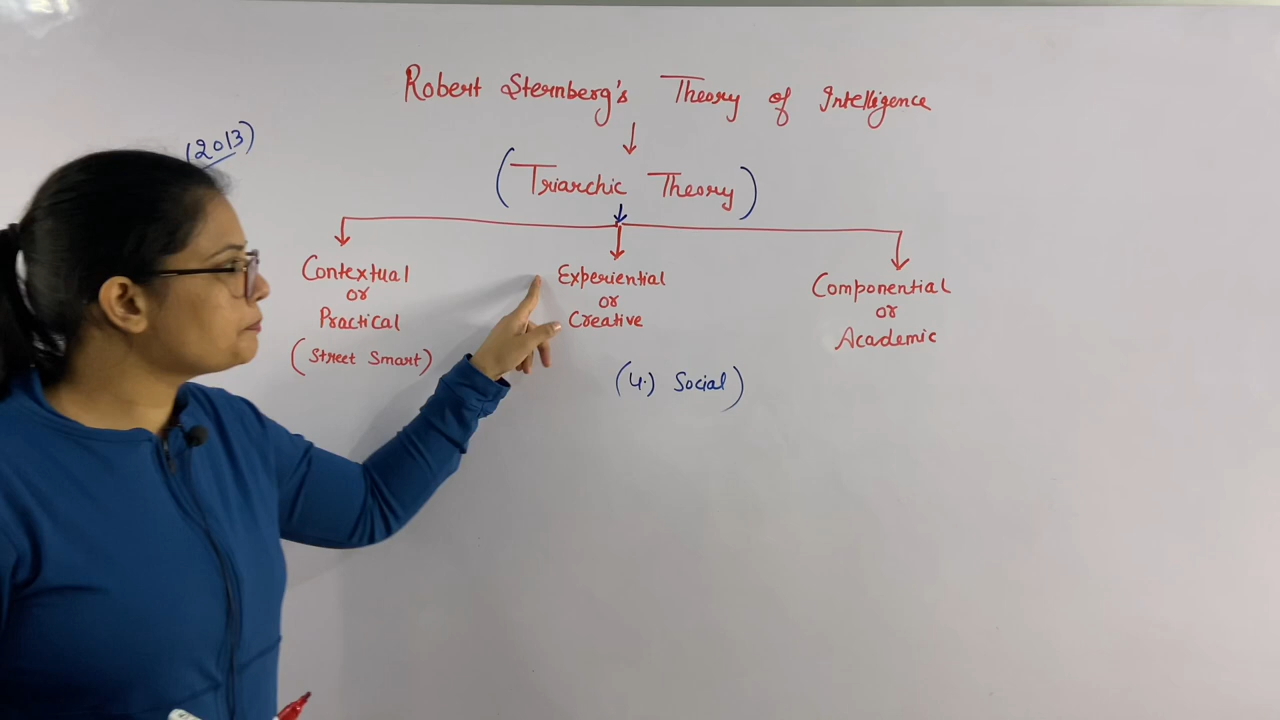 Robert Sternberg's Theory of Intelligence
(2013)
(Triarchic Theory)
Contextual
or
Practical
(Street Smart)
Experiential
or
Creative
Componential
or
Academic
(4.) Social)